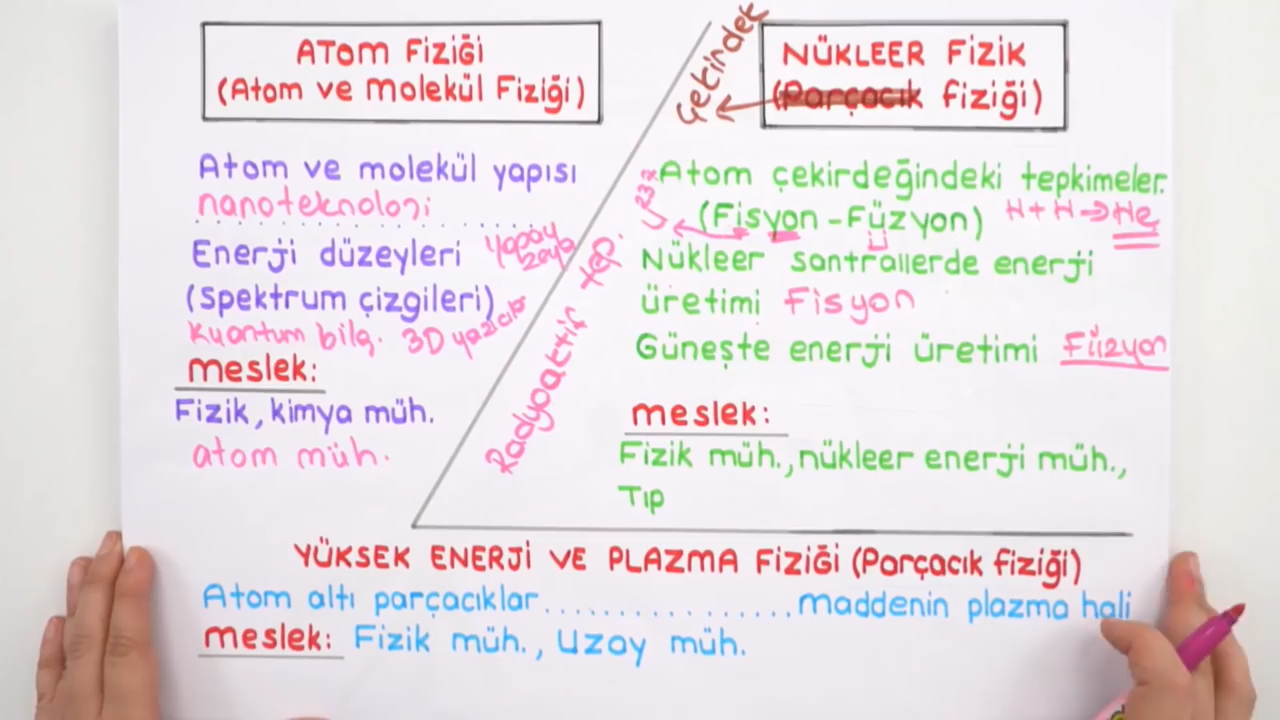 ATOM FİZİĞİ
(Atom ve Molekül Fiziği)
Atom ve molekül yapısı
nanoteknoloji
Enerji düzeyleri
yapay zeka
(Spektrum çizgileri)
Kuantum bilg. 3D yazıcılar
meslek:
Fizik, kimya müh.
atom müh.
Radyoaktif tep.
Çekirdek
NÜKLEER FİZİK
(Parçacık fiziği)
Atom çekirdeğindeki tepkimeler.
(Fisyon-Füzyon) H+H→He
Nükleer santrallerde enerji
üretimi Fisyon
Güneşte enerji üretimi Füzyon
meslek:
Fizik müh., nükleer enerji müh.,
Tıp
YÜKSEK ENERJİ VE PLAZMA FİZİĞİ (Parçacık fiziği)
Atom altı parçacıklar................maddenin plazma hali
meslek: Fizik müh., Uzay müh.